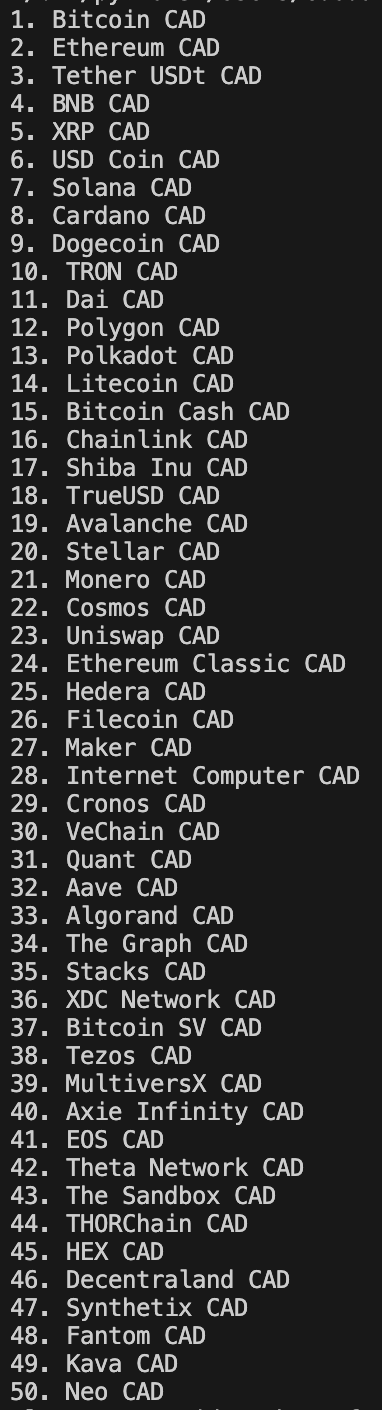 1. Bitcoin CAD
2. Ethereum CAD
3. Tether USDt CAD
4. BNB CAD
5. XRP CAD
6. USD Coin CAD
7. Solana CAD
8. Cardano CAD
9. Dogecoin CAD
10. TRON CAD
11. Dai CAD
12. Polygon CAD
13. Polkadot CAD
14. Litecoin CAD
15. Bitcoin Cash CAD
16. Chainlink CAD
17. Shiba Inu CAD
18. TrueUSD CAD
19. Avalanche CAD
20. Stellar CAD
21. Monero CAD
22. Cosmos CAD
23. Uniswap CAD
24. Ethereum Classic CAD
25. Hedera CAD
26. Filecoin CAD
27. Maker CAD
28. Internet Computer CAD
29. Cronos CAD
30. VeChain CAD
31. Quant CAD
32. Aave CAD
33. Algorand CAD
34. The Graph CAD
35. Stacks CAD
36. XDC Network CAD
37. Bitcoin SV CAD
38. Tezos CAD
39. MultiversX CAD
40. Axie Infinity CAD
41. EOS CAD
42. Theta Network CAD
43. The Sandbox CAD
44. THORChain CAD
45. HEX CAD
46. Decentraland CAD
47. Synthetix CAD
48. Fantom CAD
49. Kava CAD
50. Neo CAD